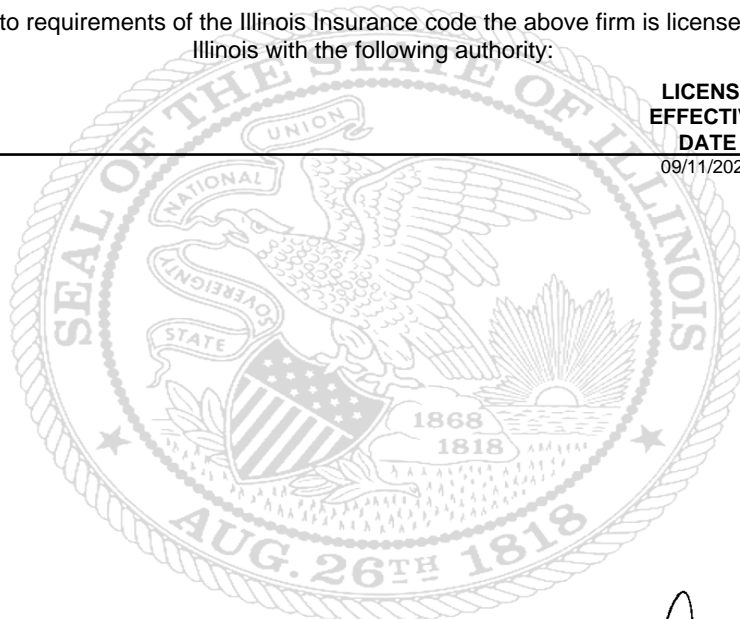 to requirements of the Illinois Insurance code the above firm is license
Illinois with the following authority:
LICENS
EFFECTIV
DATE
09/11/202
SEAL OF THE STATE OF ILLINOIS
UNION
NATIONAL
SOVEREIGNTY
STATE
1868
1818
AUG. 26TH 1818